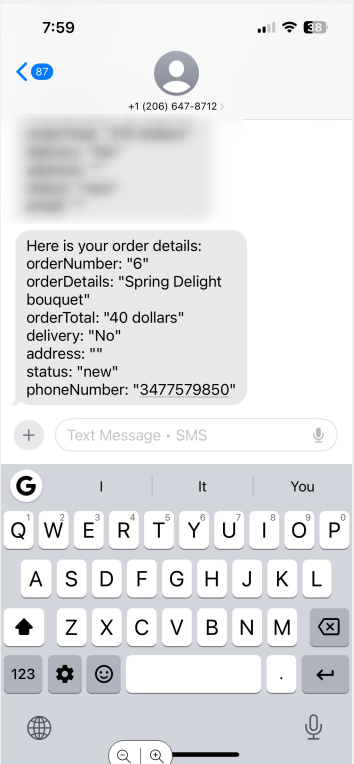 7:59
38
87
+1 (206) 647-8712
Here is your order details:
orderNumber: "6"
orderDetails: "Spring Delight
bouquet"
orderTotal: "40 dollars"
delivery: "No"
address: ""
status: "new"
phoneNumber: "3477579850"
Text Message • SMS
G I It You
1 2 3 4 5 6 7 8 9 0
Q W E R T Y U I O P
A S D F G H J K L
Z X C V B N M
123 .